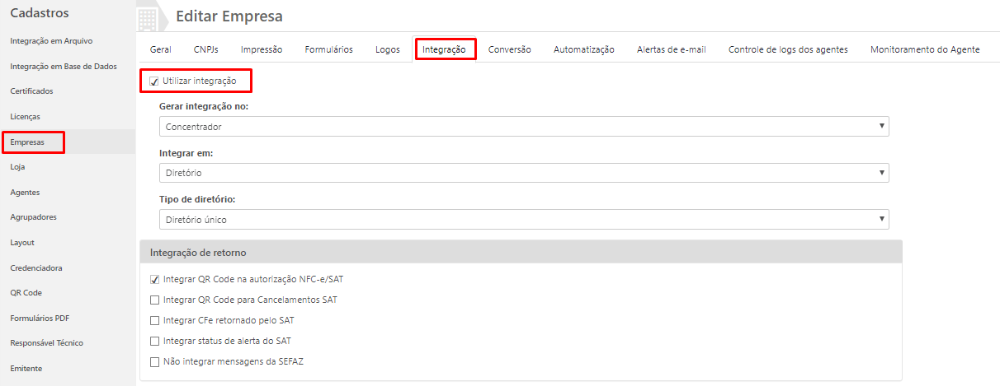 Cadastros
Integração em Arquivo
Integração em Base de Dados
Certificados
Licenças
Empresas
Loja
Agentes
Agrupadores
Layout
Credenciadora
QR Code
Formulários PDF
Responsável Técnico
Emitente
Editar Empresa
Geral CNPJs Impressão Formulários Logos Integração Conversão Automatização Alertas de e-mail Controle de logs dos agentes Monitoramento do Agente
Utilizar integração
Gerar integração no:
Concentrador
Integrar em:
Diretório
Tipo de diretório:
Diretório único
Integração de retorno
Integrar QR Code na autorização NFC-e/SAT
Integrar QR Code para Cancelamentos SAT
Integrar CFe retornado pelo SAT
Integrar status de alerta do SAT
Não integrar mensagens da SEFAZ